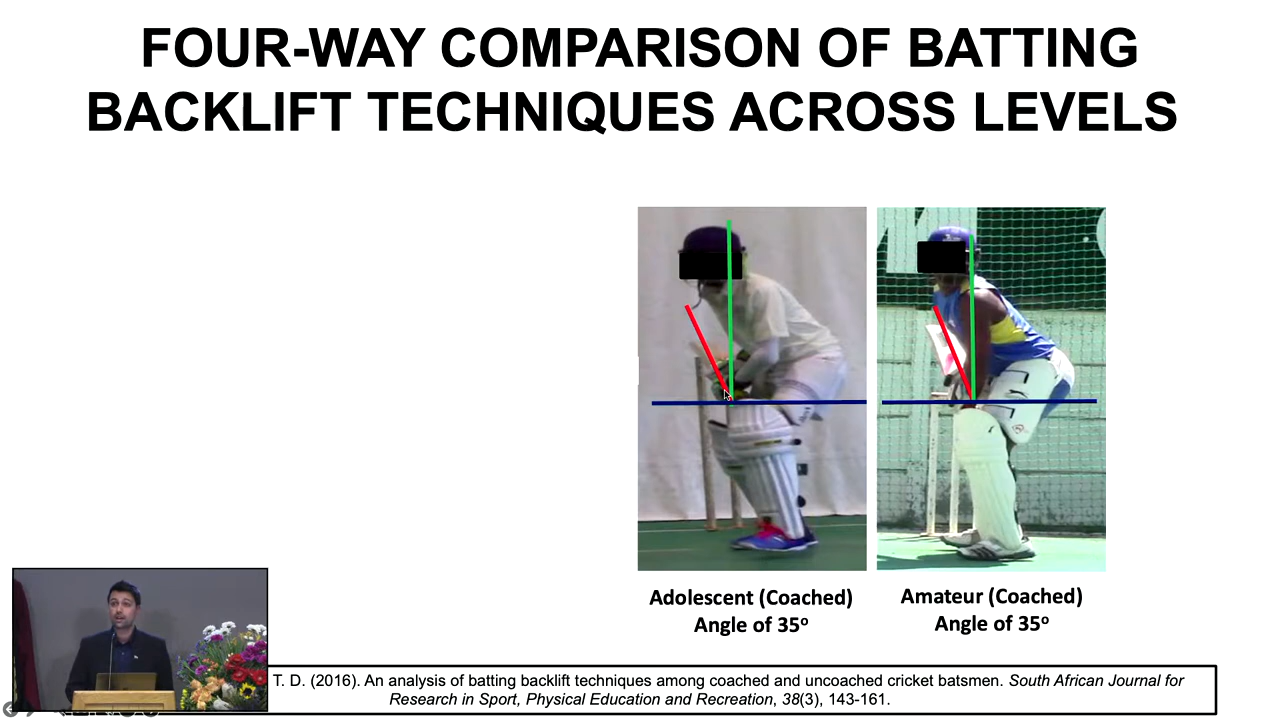 FOUR-WAY COMPARISON OF BATTING
BACKLIFT TECHNIQUES ACROSS LEVELS
Adolescent (Coached)
Angle of 35º
Amateur (Coached)
Angle of 35º
T. D. (2016). An analysis of batting backlift techniques among coached and uncoached cricket batsmen. South African Journal for
Research in Sport, Physical Education and Recreation, 38(3), 143-161.